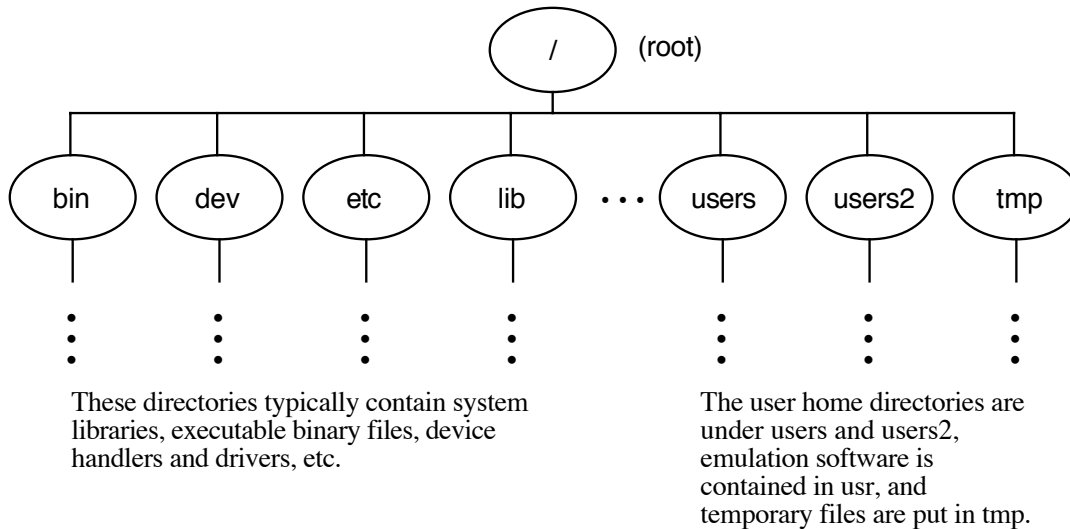 / (root)
bin dev etc lib • • • users users2 tmp
These directories typically contain system
libraries, executable binary files, device
handlers and drivers, etc.
The user home directories are
under users and users2,
emulation software is
contained in usr, and
temporary files are put in tmp.